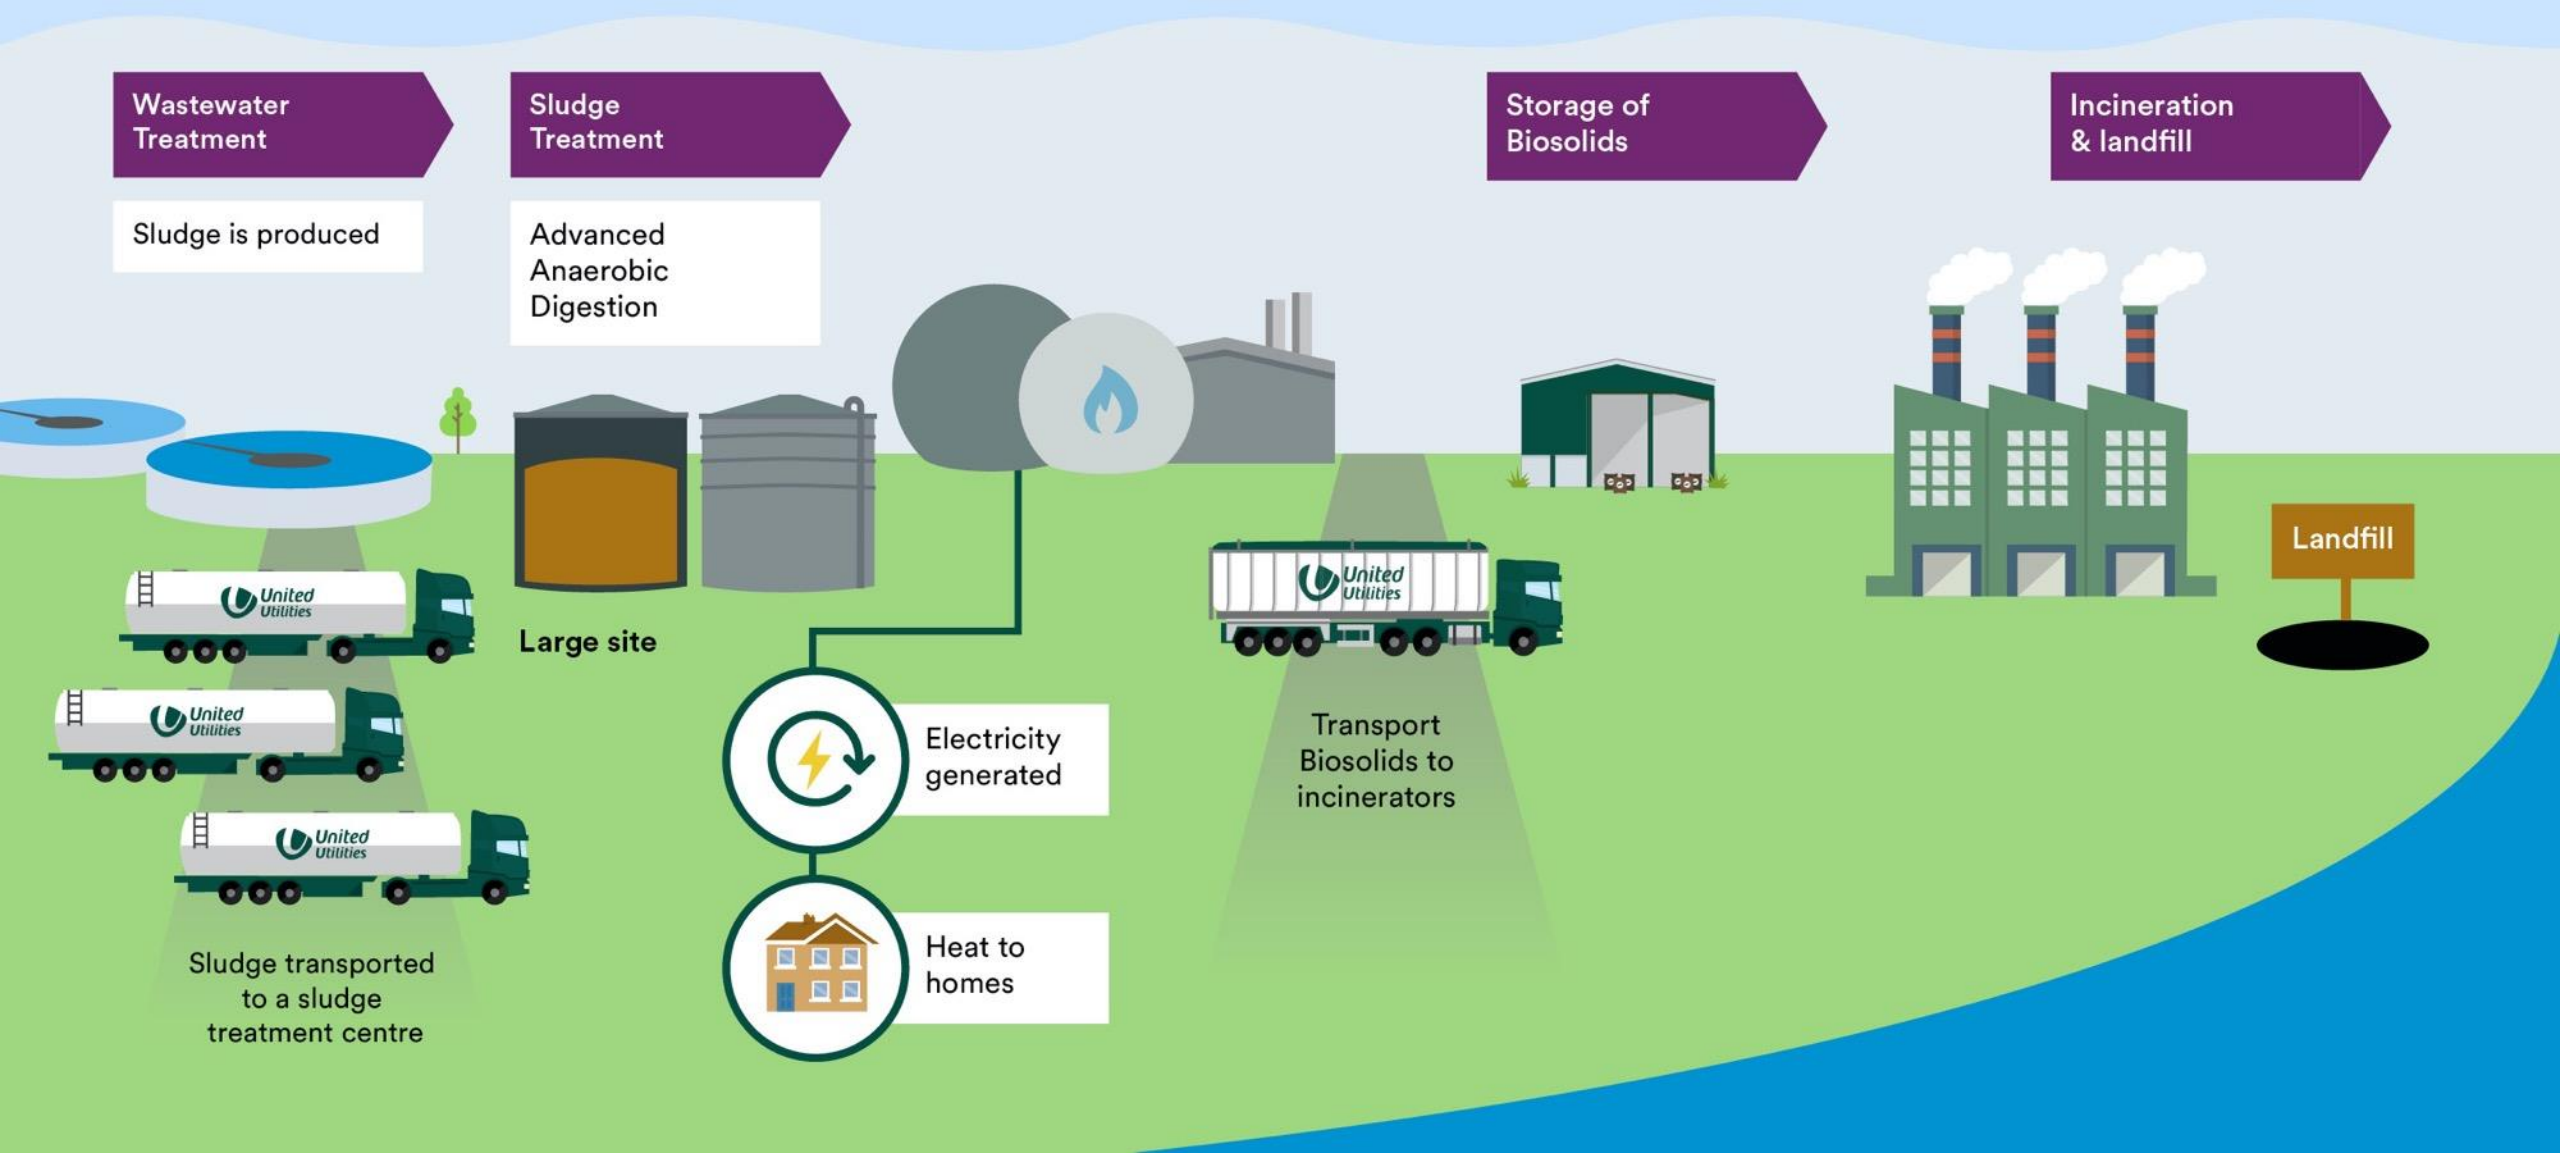 Wastewater
Treatment
Sludge is produced
Sludge
Treatment
Advanced
Anaerobic
Digestion
Storage of
Biosolids
Incineration
& landfill
United
Utilities
United
Utilities
United
Utilities
Sludge transported
to a sludge
treatment centre
Large site
Electricity
generated
Heat to
homes
United
Utilities
Transport
Biosolids to
incinerators
Landfill